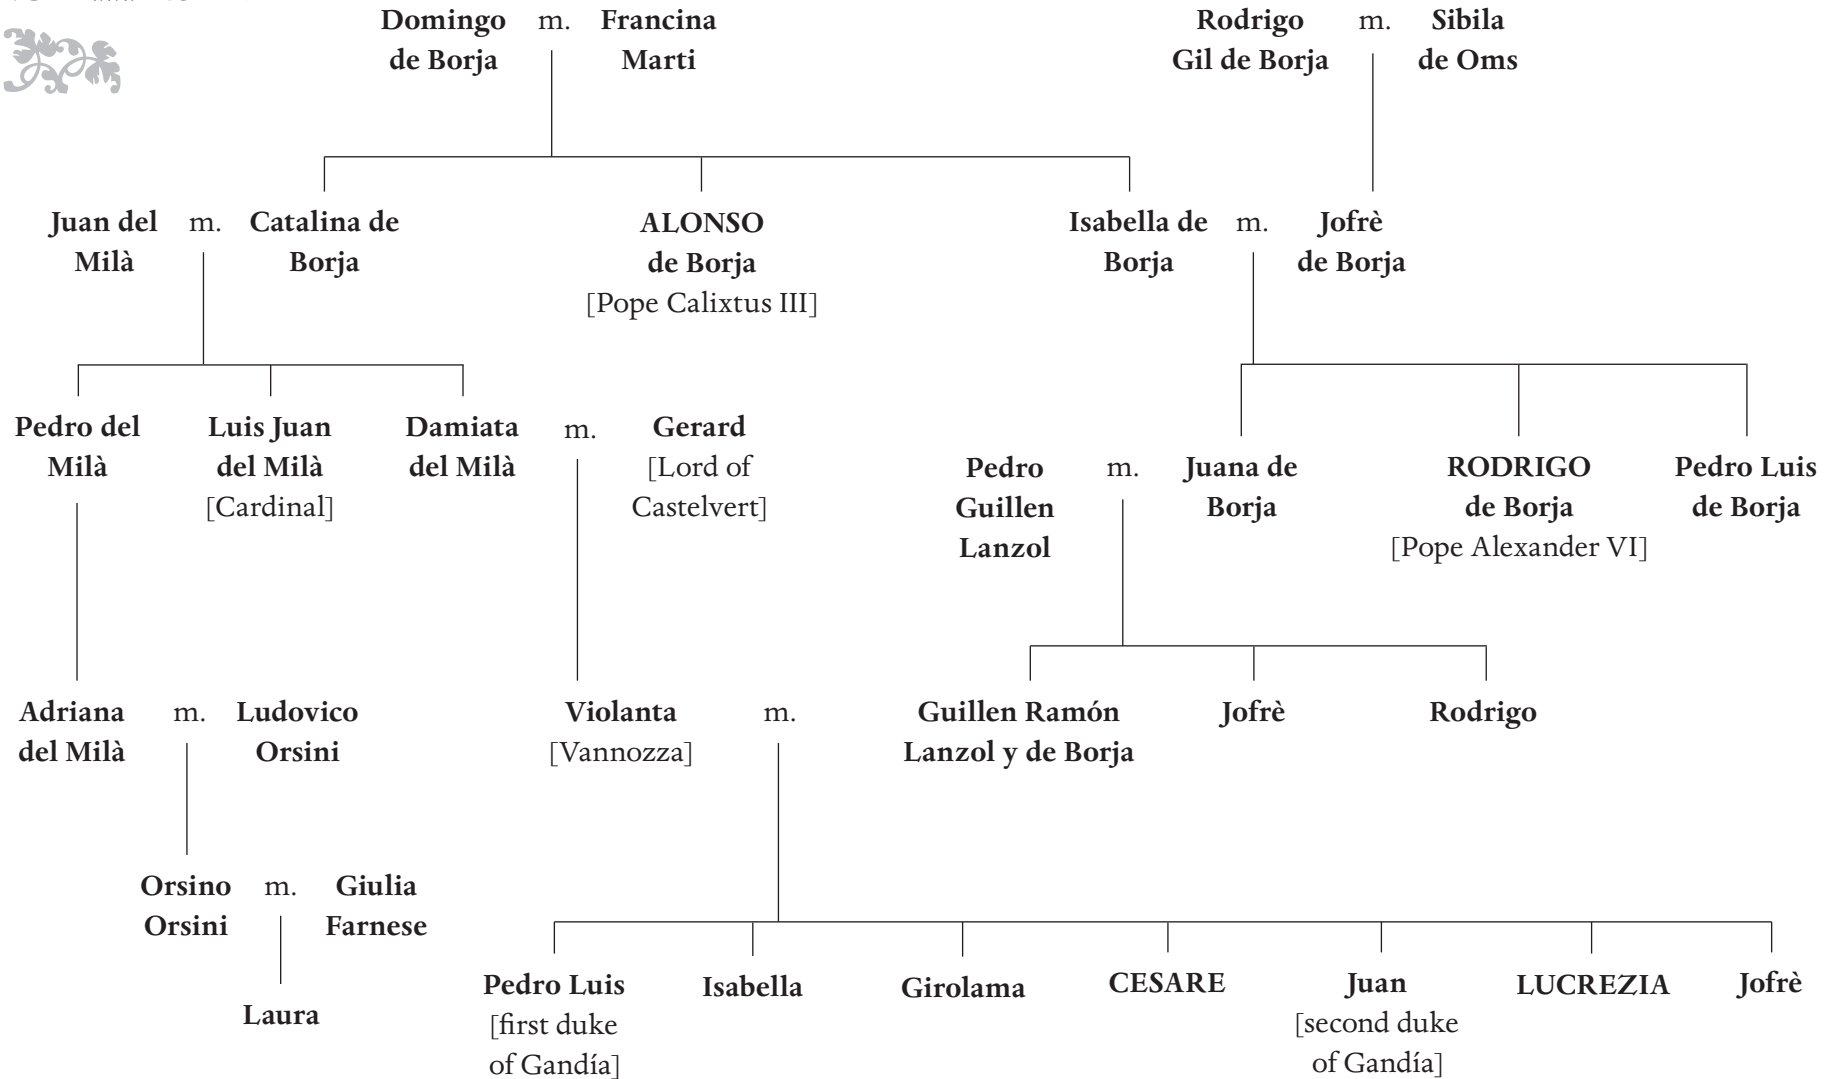 Domingo m. Francina Rodrigo m. Sibila
de Borja Marti Gil de Borja de Oms
Juan del m. Catalina de ALONSO Isabella de m. Jofrè
Milà Borja de Borja Borja de Borja
[Pope Calixtus III]
Pedro del Luis Juan Damiata m. Gerard
Milà del Milà del Milà [Lord of
[Cardinal] Castelvert]
Pedro m. Juana de RODRIGO Pedro Luis
Guillen Borja de Borja de Borja
Lanzol [Pope Alexander VI]
Adriana m. Ludovico Violanta m. Guillen Ramón Jofrè Rodrigo
del Milà Orsini [Vannozza] Lanzol y de Borja
Orsino m. Giulia
Orsini Farnese
Laura
Pedro Luis Isabella Girolama CESARE Juan LUCREZIA Jofrè
[first duke [second duke
of Gandía] of Gandía]